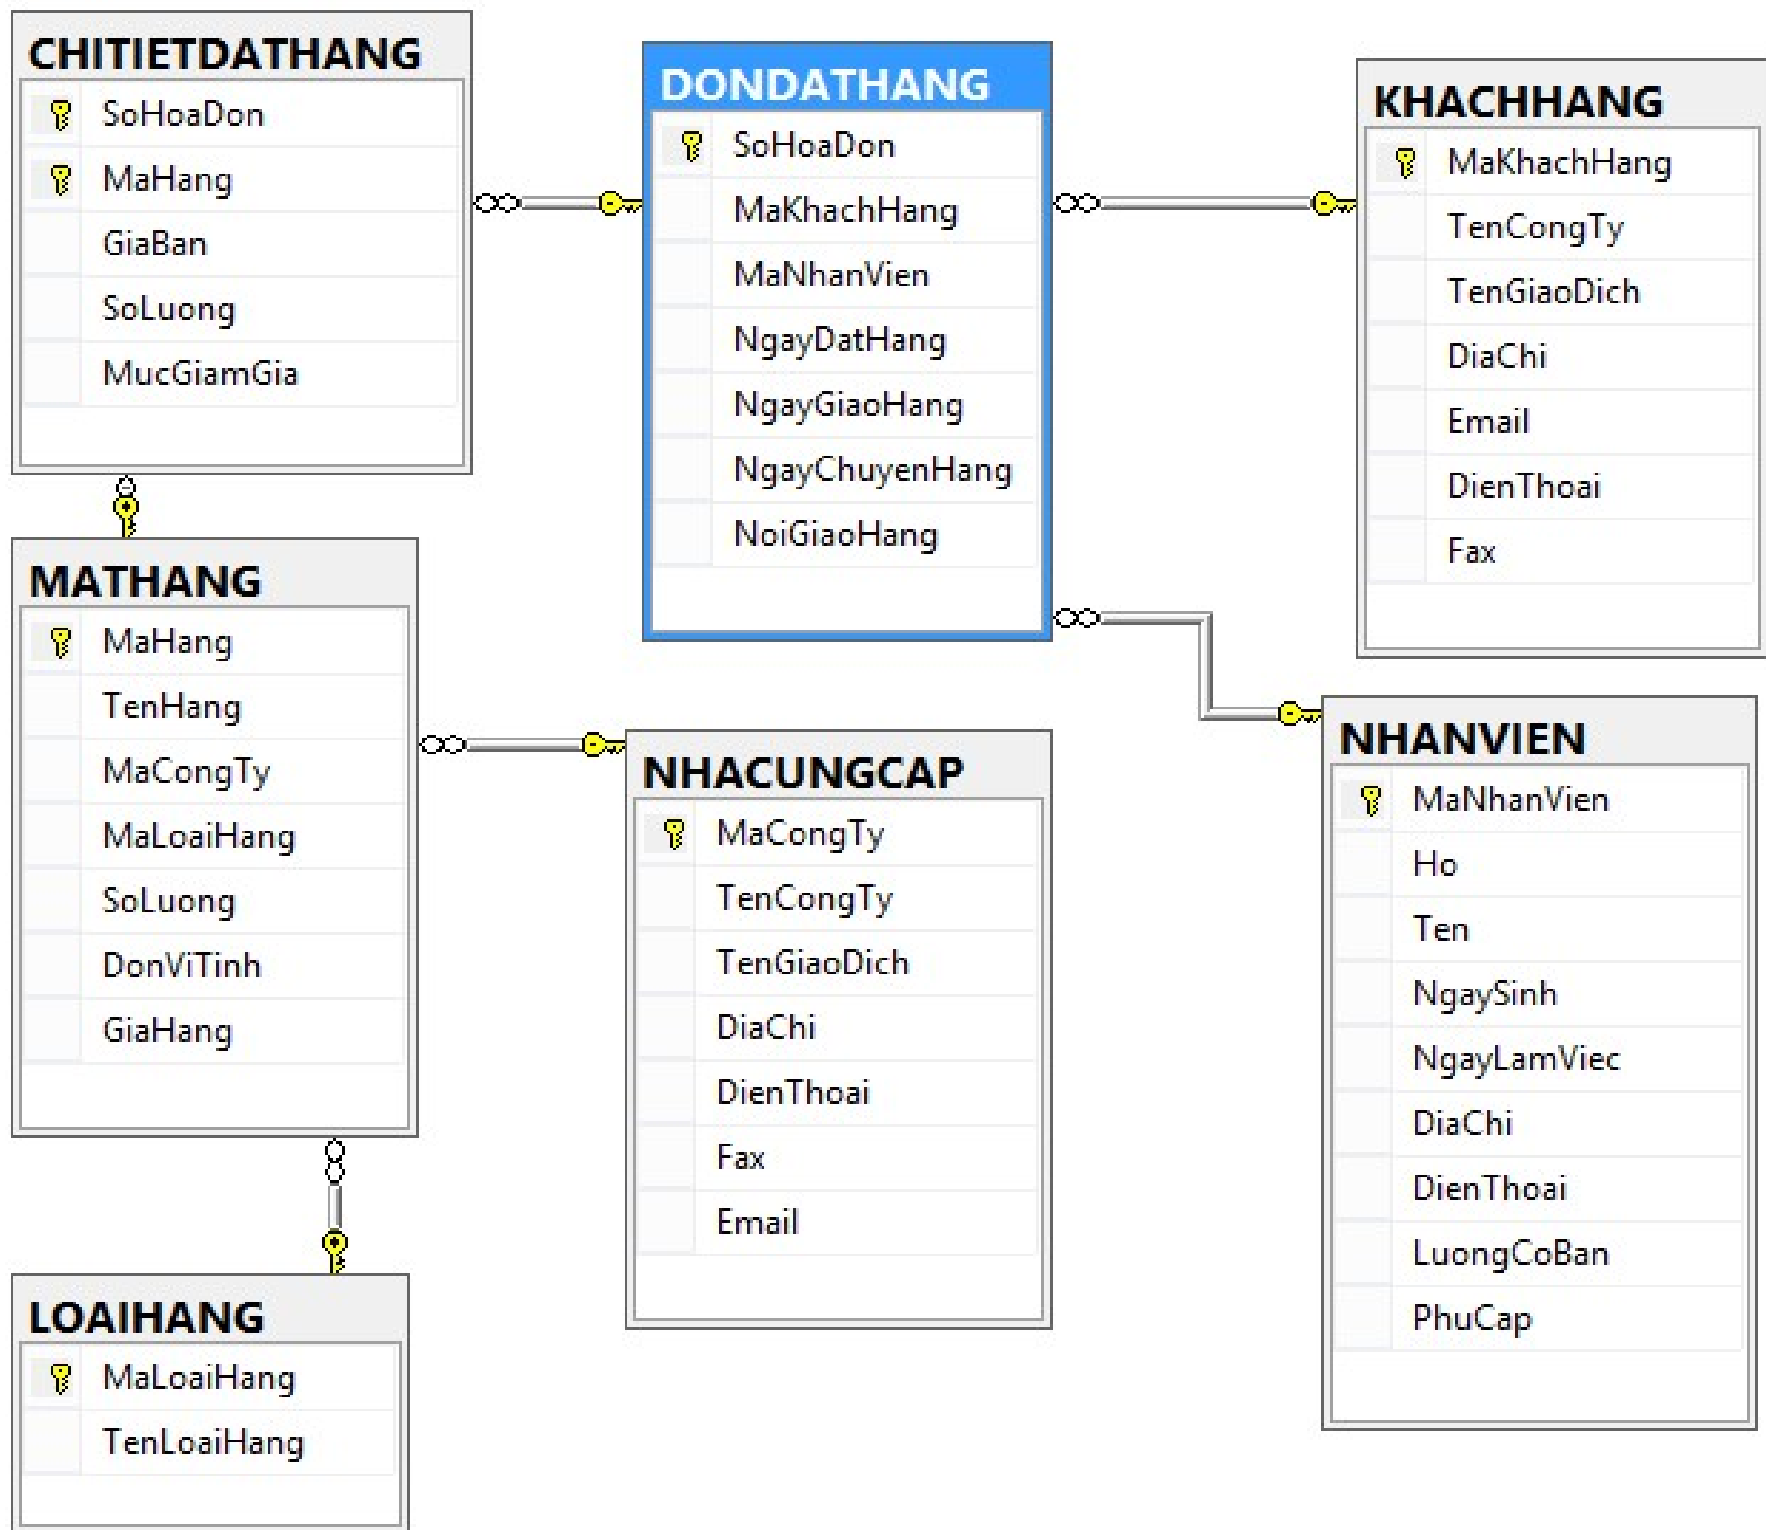 CHITIETDATHANG
SoHoaDon
MaHang
GiaBan
SoLuong
MucGiamGia
DONDATHANG
SoHoaDon
MaKhachHang
MaNhanVien
NgayDatHang
NgayGiaoHang
NgayChuyenHang
NoiGiaoHang
KHACHHANG
MaKhachHang
TenCongTy
TenGiaoDich
DiaChi
Email
DienThoai
Fax
MATHANG
MaHang
TenHang
MaCongTy
MaLoaiHang
SoLuong
DonViTinh
GiaHang
NHACUNGCAP
MaCongTy
TenCongTy
TenGiaoDich
DiaChi
DienThoai
Fax
Email
NHANVIEN
MaNhanVien
Ho
Ten
NgaySinh
NgayLamViec
DiaChi
DienThoai
LuongCoBan
PhuCap
LOAIHANG
MaLoaiHang
TenLoaiHang